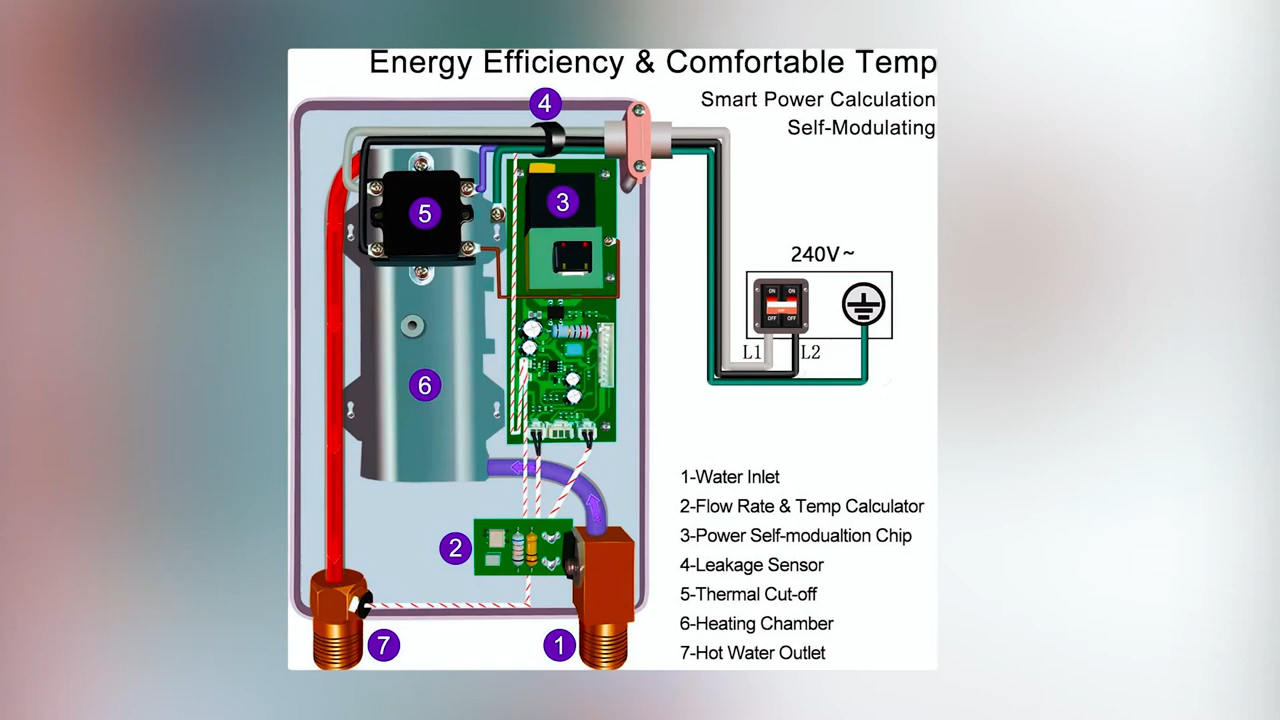 Energy Efficiency & Comfortable Temp
Smart Power Calculation
Self-Modulating
4
5
3
240V~
ON ON
OFF OFF
L1 L2
6
2
7
1
1-Water Inlet
2-Flow Rate & Temp Calculator
3-Power Self-modualtion Chip
4-Leakage Sensor
5-Thermal Cut-off
6-Heating Chamber
7-Hot Water Outlet